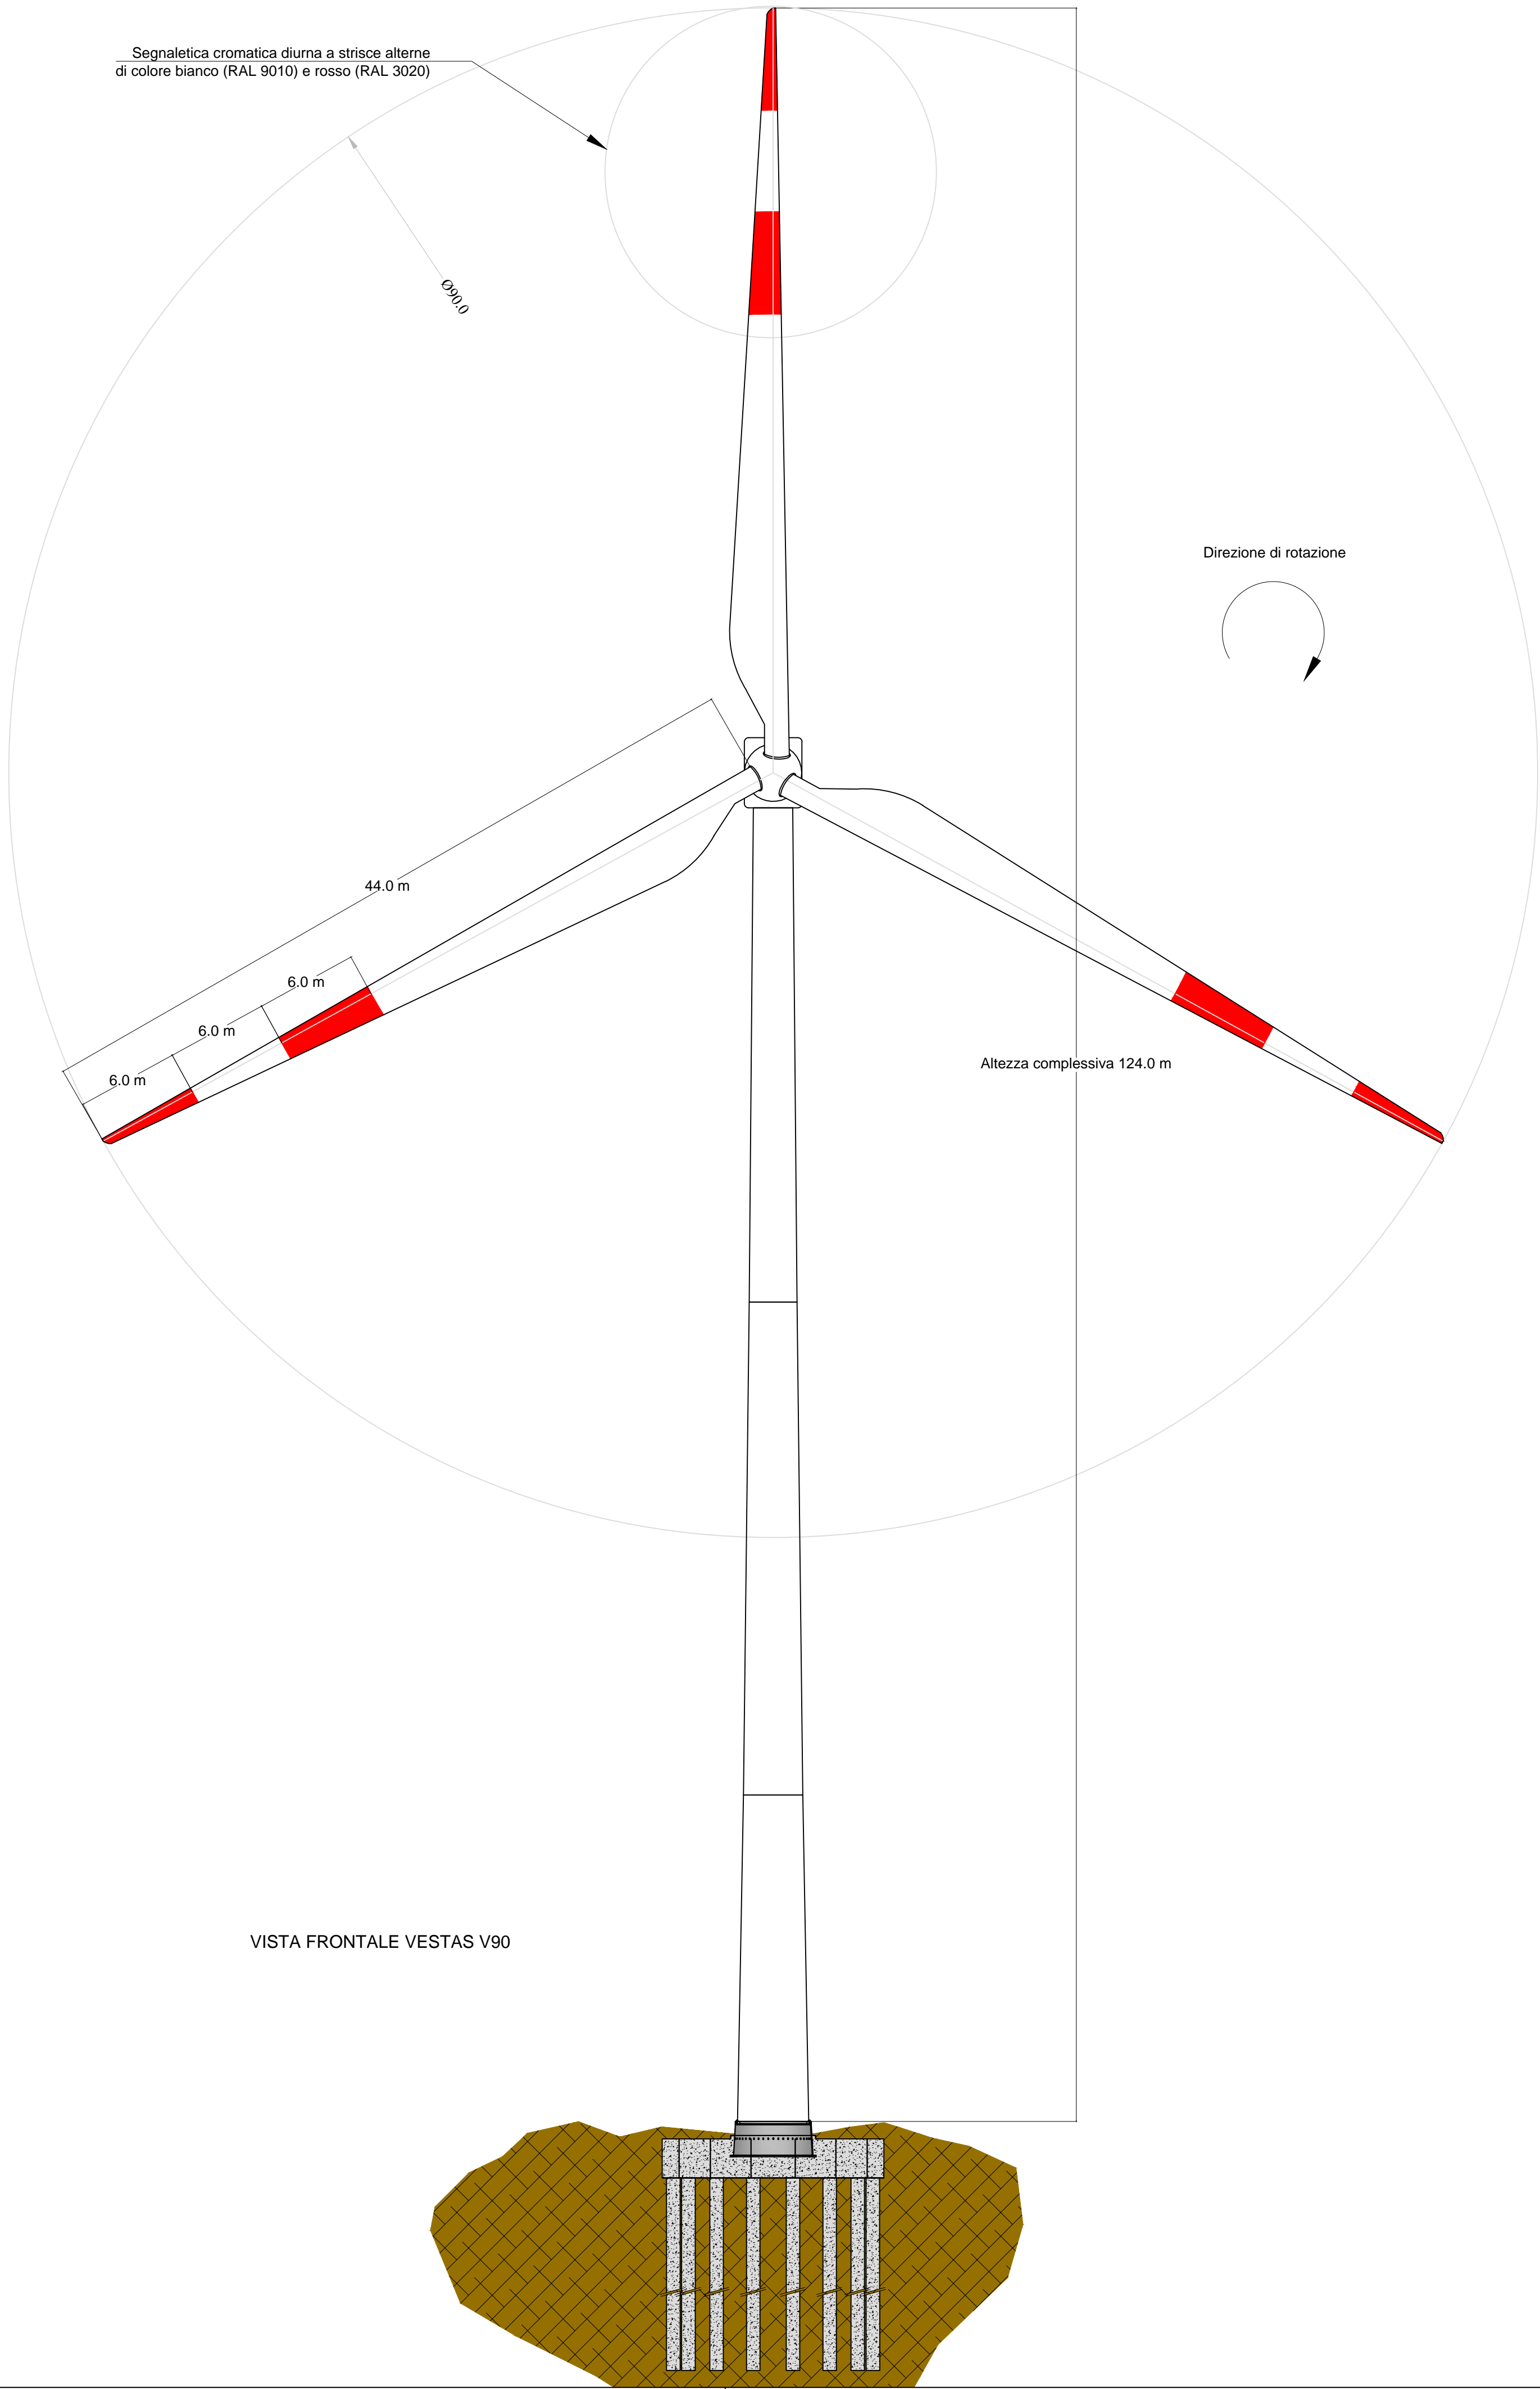 Segnaletica cromatica diurna a strisce alterne
di colore bianco (RAL 9010) e rosso (RAL 3020)
Ø90.0
Direzione di rotazione
44.0 m
6.0 m
6.0 m
6.0 m
Altezza complessiva 124.0 m
VISTA FRONTALE VESTAS V90